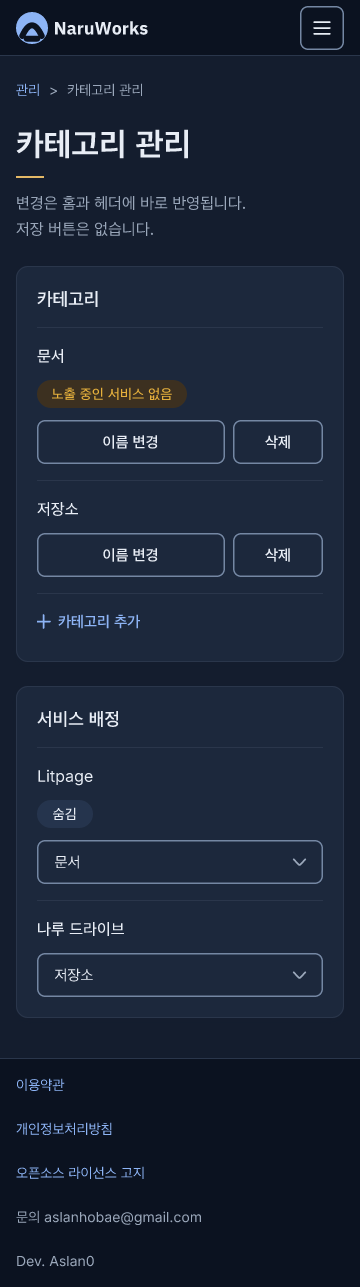 NaruWorks
관리 > 카테고리 관리
카테고리 관리
변경은 홈과 헤더에 바로 반영됩니다.
저장 버튼은 없습니다.
카테고리
문서
노출 중인 서비스 없음
이름 변경 삭제
저장소
이름 변경 삭제
+ 카테고리 추가
서비스 배정
Litpage
숨김
문서
나루 드라이브
저장소
이용약관
개인정보처리방침
오픈소스 라이선스 고지
문의 aslanhobae@gmail.com
Dev. Aslan0